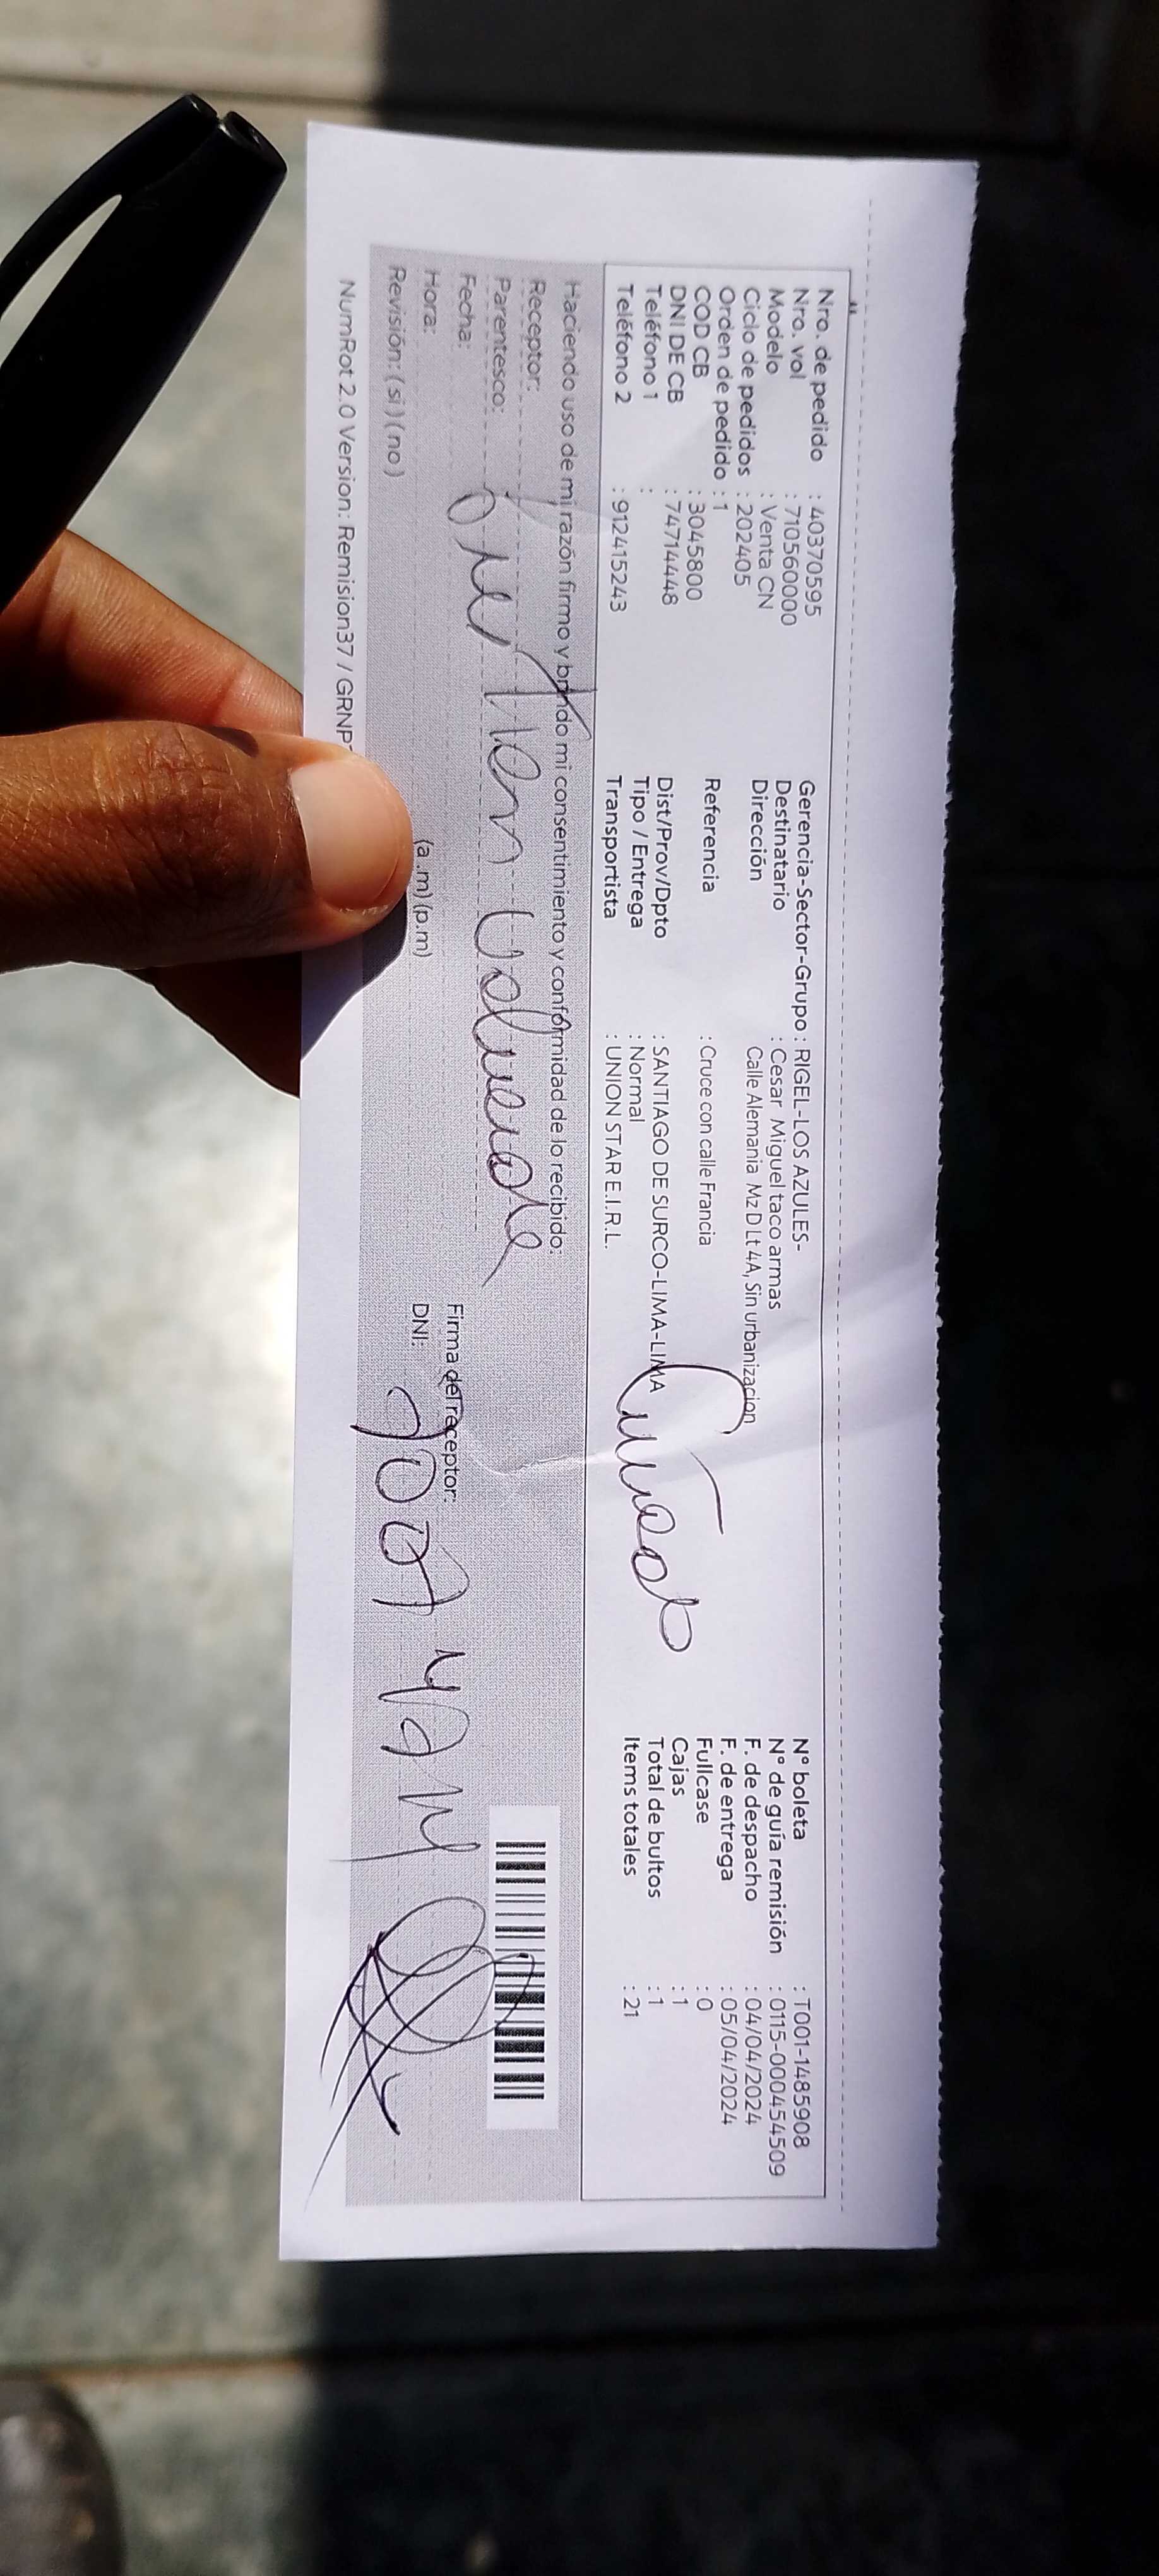 Nro. de pedido : 40370595
Nro. vol : 710560000
Modelo : Venta CN
Ciclo de pedidos : 202405
Orden de pedido : 1
COD CB : 3045800
DNI DE CB : 74714448
Teléfono 1 :
Teléfono 2 : 912415243
Gerencia-Sector-Grupo : RIGEL-LOS AZULES-
Destinatario : Cesar Miguel taco armas
Dirección Calle Alemania Mz D Lt 4A, Sin urbanizacion
Referencia : Cruce con calle Francia
Dist/Prov/Dpto : SANTIAGO DE SURCO-LIMA-LIMA
Tipo / Entrega : Normal
Transportista : UNION STAR E.I.R.L.
N° boleta : T001-1485908
N° de guía remisión : 0115-000454509
F. de despacho : 04/04/2024
F. de entrega : 05/04/2024
Fullcase : 0
Cajas : 1
Total de bultos : 1
Items totales : 21
Haciendo uso de mi razón firmo y brindo mi consentimiento y conformidad de lo recibido:
Receptor:
Parentesco:
Fecha:
Hora: (a.m) (p.m)
Revisión: ( si ) ( no )
Firma del receptor:
DNI:
NumRot 2.0 Version: Remision37 / GRNP